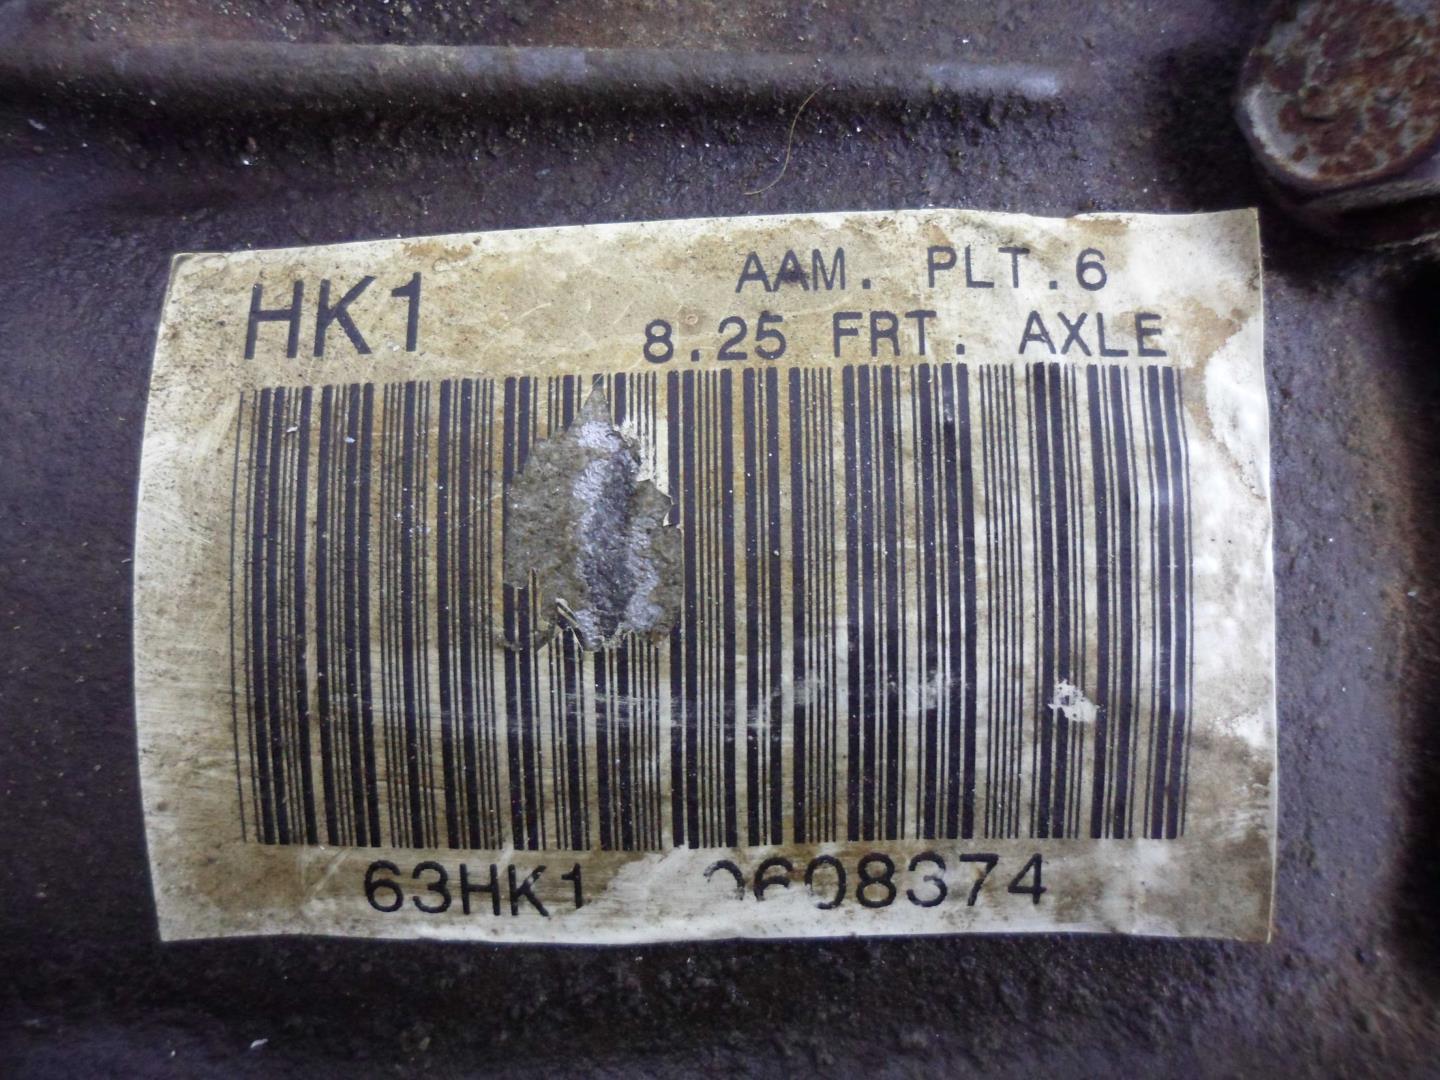 HK1
AAM. PLT.6
8.25 FRT. AXLE
63HK1 0608374